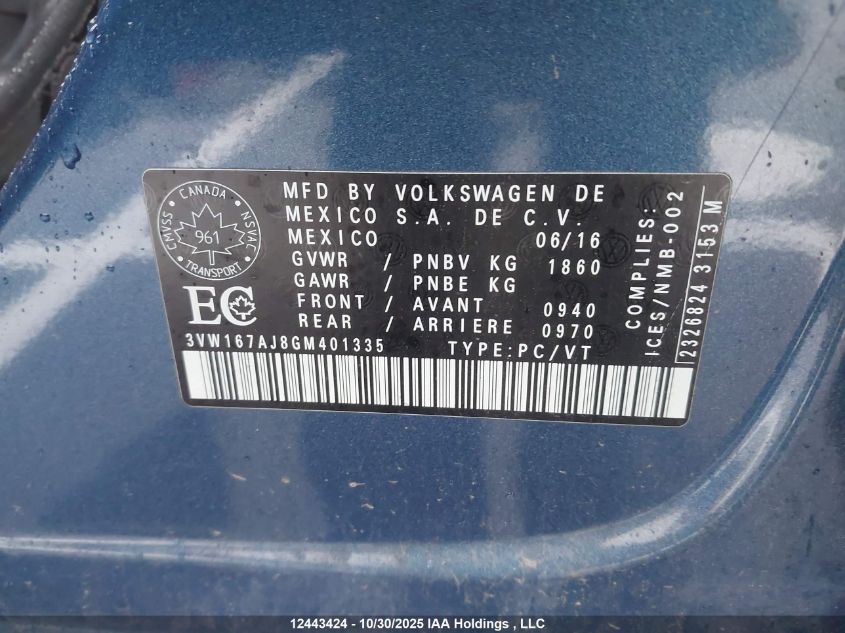 CANADA
CMVSS
NSVAC
961
TRANSPORT
EC
MFD BY VOLKSWAGEN DE
MEXICO S.A. DE C.V.
MEXICO 06/16
GVWR / PNBV KG 1860
GAWR / PNBE KG
FRONT / AVANT 0940
REAR / ARRIERE 0970
3VW167AJ8GM401335 TYPE:PC/VT
COMPLIES:
ICES/NMB-002
2326824 3153 M
12443424 - 10/30/2025 IAA Holdings , LLC